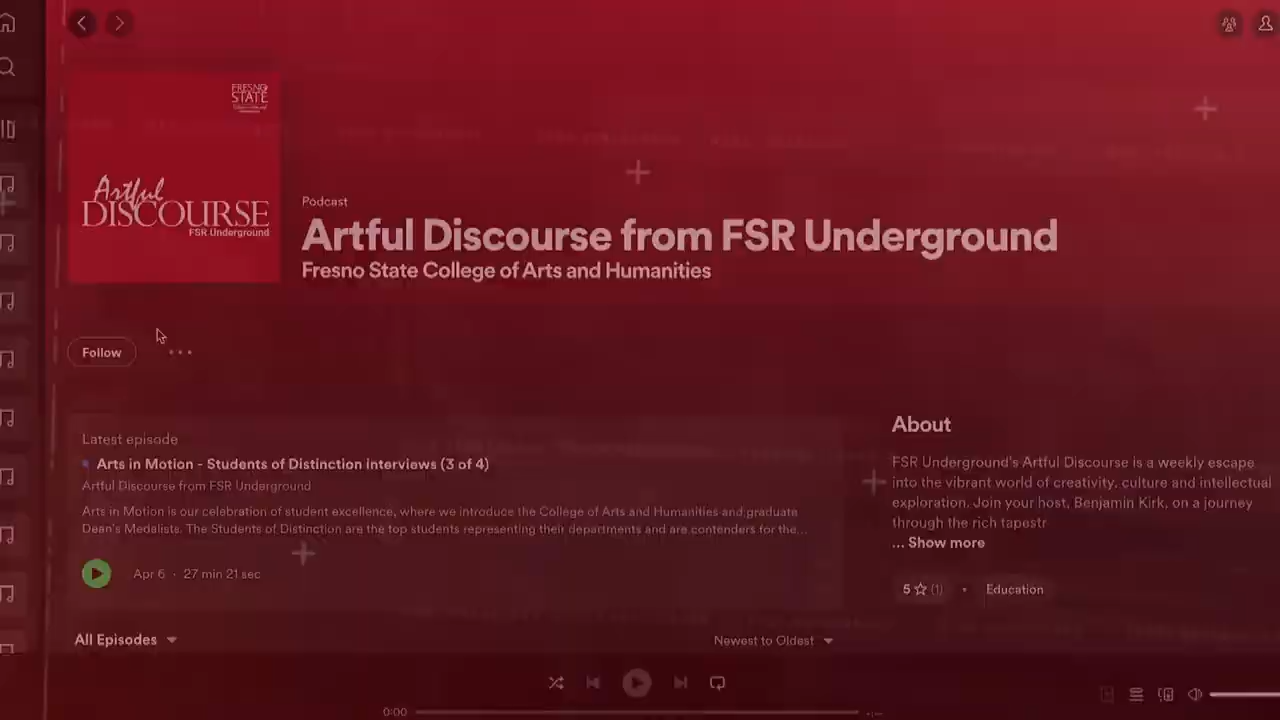 FRESNO
STATE
Artful
DISCOURSE
FSR Underground
Podcast
Artful Discourse from FSR Underground
Fresno State College of Arts and Humanities
Follow
Latest episode
Arts in Motion - Students of Distinction interviews (3 of 4)
Artful Discourse from FSR Underground
Arts in Motion is our celebration of student excellence, where we introduce the College of Arts and Humanities and graduate
Dean's Medalists. The Students of Distinction are the top students representing their departments and are contenders for the...
Apr 6 · 27 min 21 sec
About
FSR Underground's Artful Discourse is a weekly escape
into the vibrant world of creativity, culture and intellectual
exploration. Join your host, Benjamin Kirk, on a journey
through the rich tapestr
... Show more
5 (1) • Education
All Episodes
Newest to Oldest
0:00
-:--